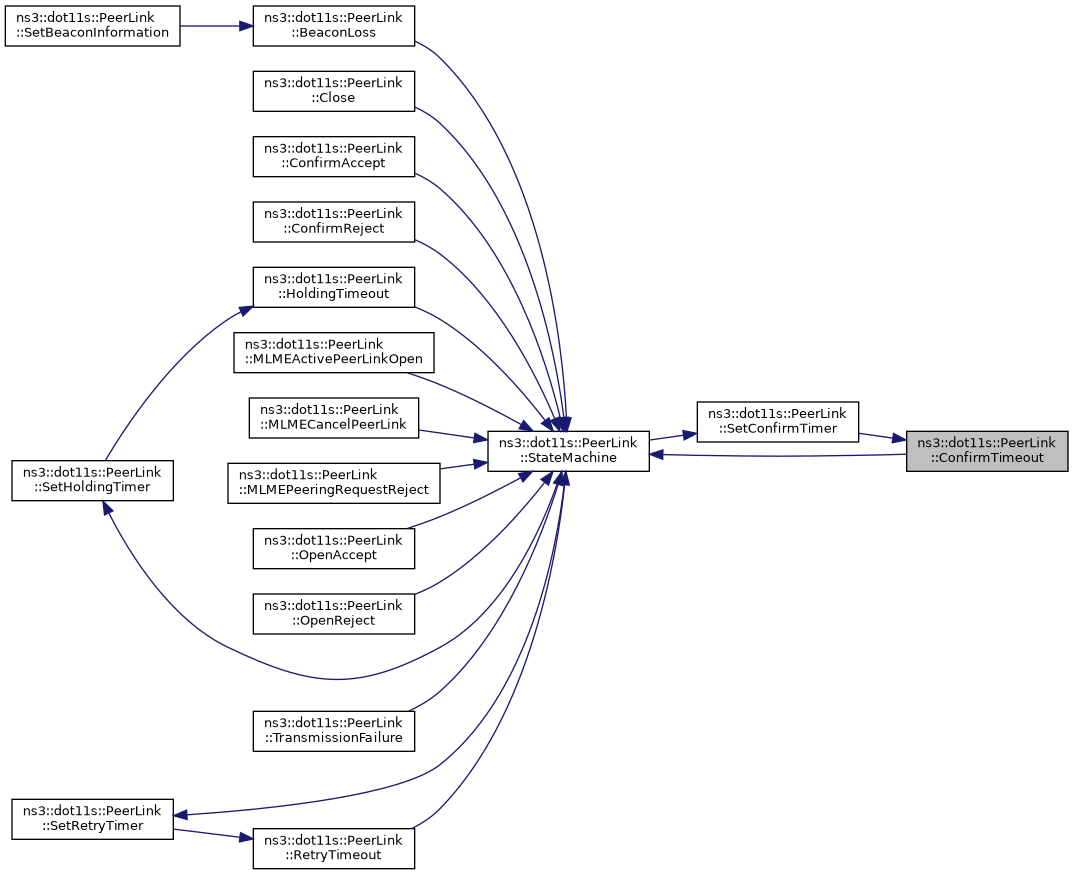 ns3::dot11s::PeerLink
::SetBeaconInformation
ns3::dot11s::PeerLink
::BeaconLoss
ns3::dot11s::PeerLink
::Close
ns3::dot11s::PeerLink
::ConfirmAccept
ns3::dot11s::PeerLink
::ConfirmReject
ns3::dot11s::PeerLink
::HoldingTimeout
ns3::dot11s::PeerLink
::MLMEActivePeerLinkOpen
ns3::dot11s::PeerLink
::MLMECancelPeerLink
ns3::dot11s::PeerLink
::SetConfirmTimer
ns3::dot11s::PeerLink
::StateMachine
ns3::dot11s::PeerLink
::ConfirmTimeout
ns3::dot11s::PeerLink
::SetHoldingTimer
ns3::dot11s::PeerLink
::MLMEPeeringRequestReject
ns3::dot11s::PeerLink
::OpenAccept
ns3::dot11s::PeerLink
::OpenReject
ns3::dot11s::PeerLink
::TransmissionFailure
ns3::dot11s::PeerLink
::SetRetryTimer
ns3::dot11s::PeerLink
::RetryTimeout